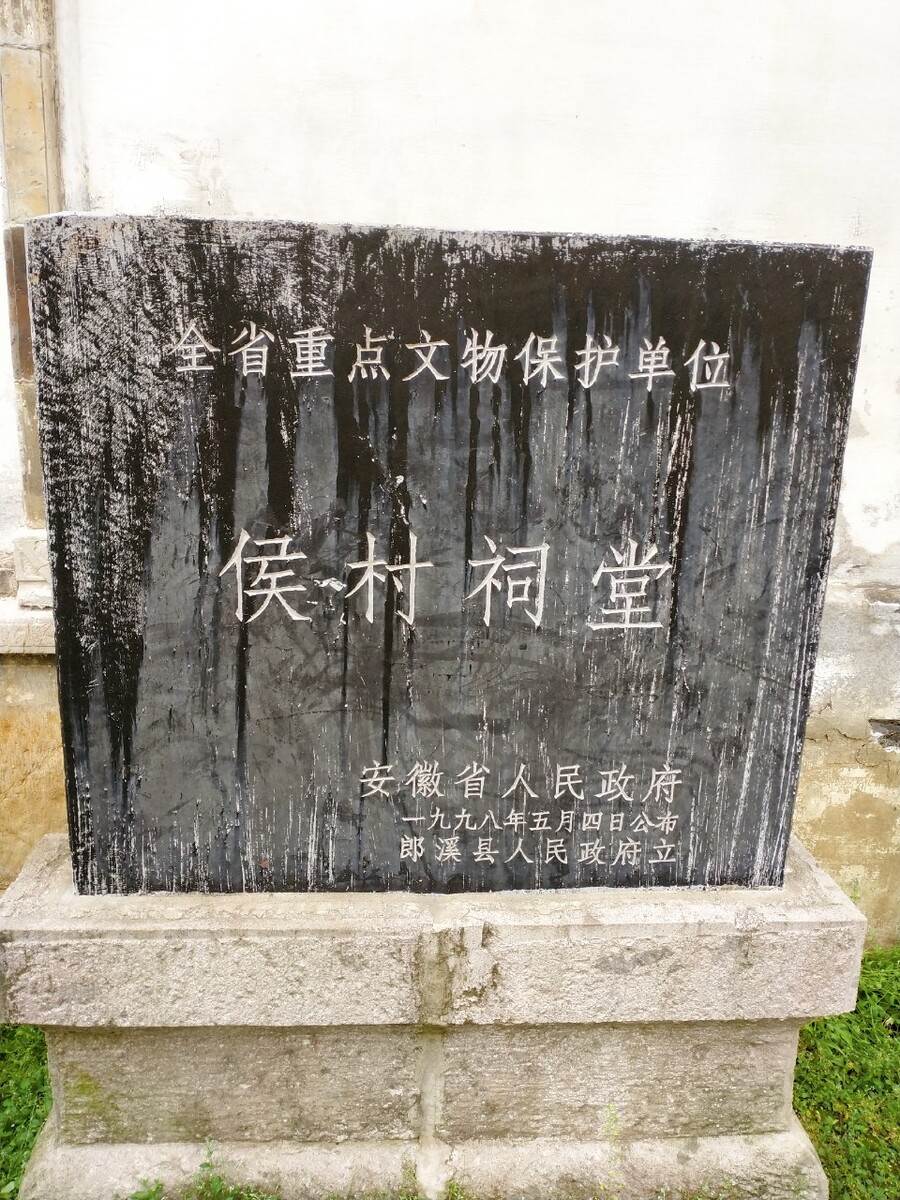 全省重点文物保护单位
侯村祠堂
安徽省人民政府
一九九八年五月四日公布
郎溪县人民政府立